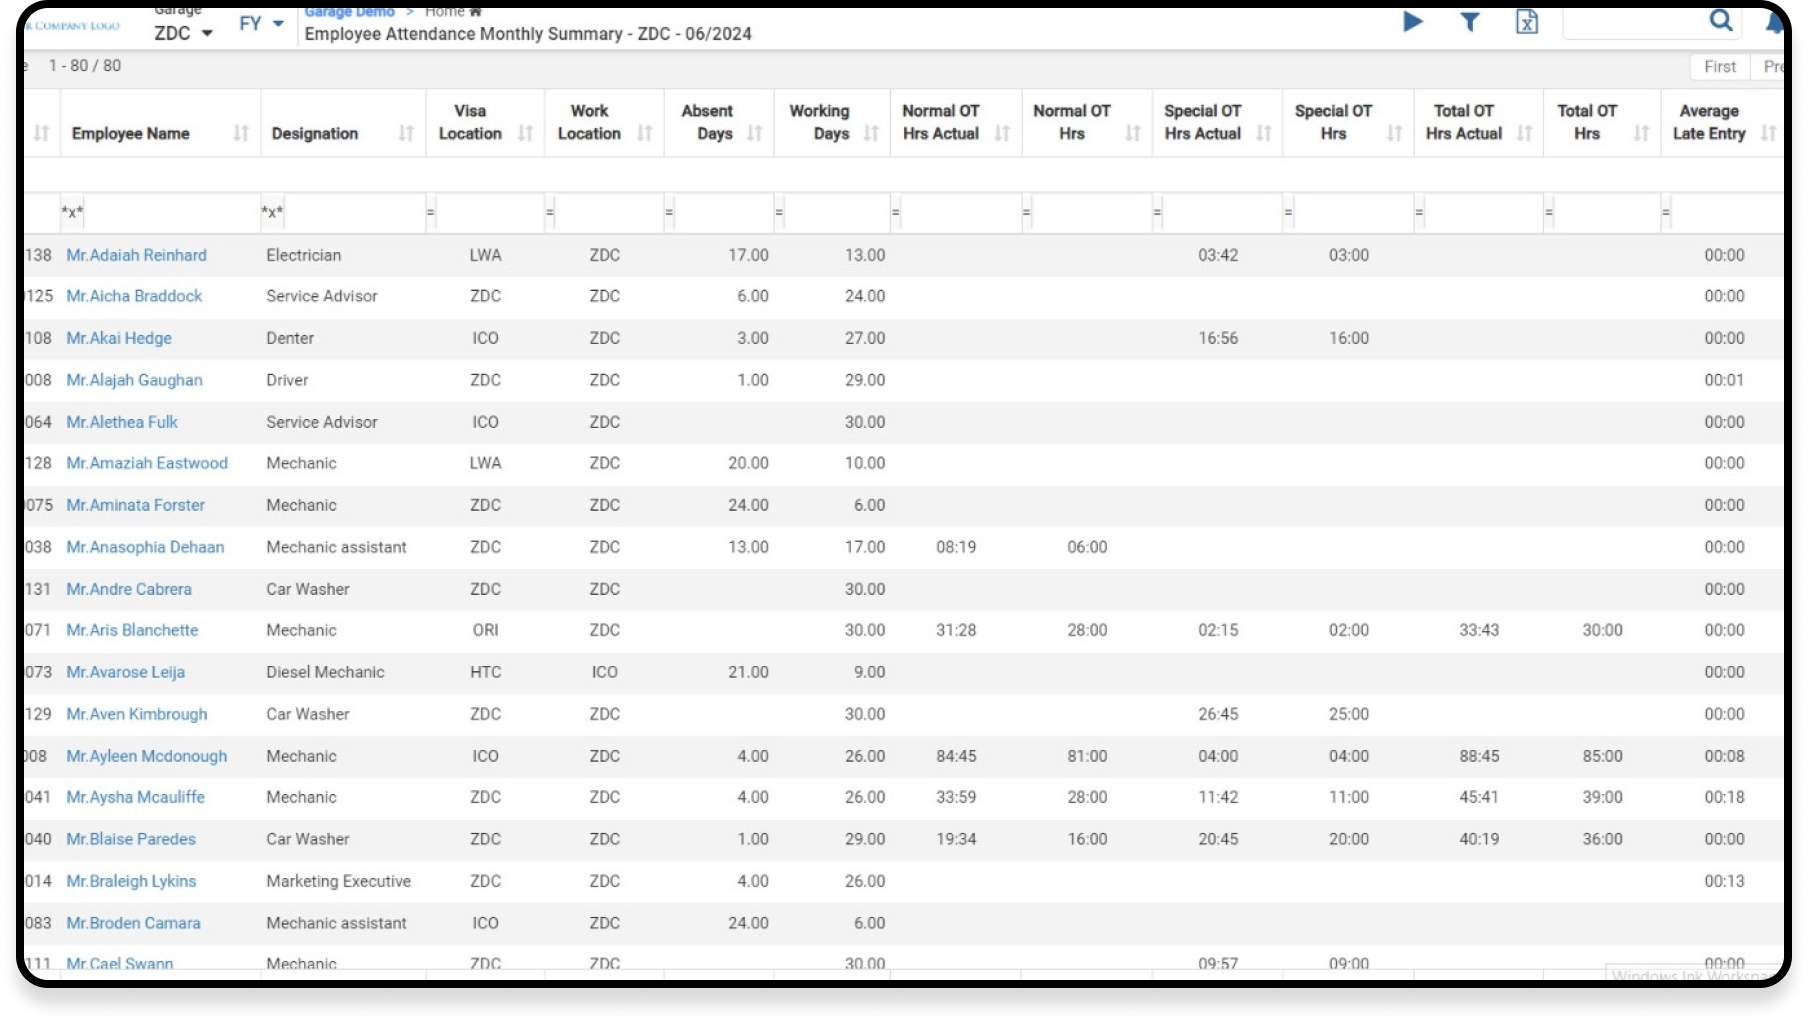 COMPANY LOGO
Garage
ZDC
FY
Garage Demo > Home
Employee Attendance Monthly Summary - ZDC - 06/2024
1 - 80 / 80
First
Employee Name Designation Visa Location Work Location Absent Days Working Days Normal OT Hrs Actual Normal OT Hrs Special OT Hrs Actual Special OT Hrs Total OT Hrs Actual Total OT Hrs Average Late Entry
*x* *x* = = = = = = = = = = =
138 Mr.Adaiah Reinhard Electrician LWA ZDC 17.00 13.00 03:42 03:00 00:00
125 Mr.Aicha Braddock Service Advisor ZDC ZDC 6.00 24.00 00:00
108 Mr.Akai Hedge Denter ICO ZDC 3.00 27.00 16:56 16:00 00:00
008 Mr.Alajah Gaughan Driver ZDC ZDC 1.00 29.00 00:01
064 Mr.Alethea Fulk Service Advisor ICO ZDC 30.00 00:00
128 Mr.Amaziah Eastwood Mechanic LWA ZDC 20.00 10.00 00:00
075 Mr.Aminata Forster Mechanic ZDC ZDC 24.00 6.00 00:00
038 Mr.Anasophia Dehaan Mechanic assistant ZDC ZDC 13.00 17.00 08:19 06:00 00:00
131 Mr.Andre Cabrera Car Washer ZDC ZDC 30.00 00:00
071 Mr.Aris Blanchette Mechanic ORI ZDC 30.00 31:28 28:00 02:15 02:00 33:43 30:00 00:00
073 Mr.Avarose Leija Diesel Mechanic HTC ICO 21.00 9.00 00:00
129 Mr.Aven Kimbrough Car Washer ZDC ZDC 30.00 26:45 25:00 00:00
008 Mr.Ayleen Mcdonough Mechanic ICO ZDC 4.00 26.00 84:45 81:00 04:00 04:00 88:45 85:00 00:08
041 Mr.Aysha Mcauliffe Mechanic ZDC ZDC 4.00 26.00 33:59 28:00 11:42 11:00 45:41 39:00 00:18
040 Mr.Blaise Paredes Car Washer ZDC ZDC 1.00 29.00 19:34 16:00 20:45 20:00 40:19 36:00 00:00
014 Mr.Braleigh Lykins Marketing Executive ZDC ZDC 4.00 26.00 00:13
083 Mr.Broden Camara Mechanic assistant ICO ZDC 24.00 6.00
111 Mr.Cael Swann Mechanic ZDC ZDC 30.00 09:57 09:00 00:00
Windows Ink